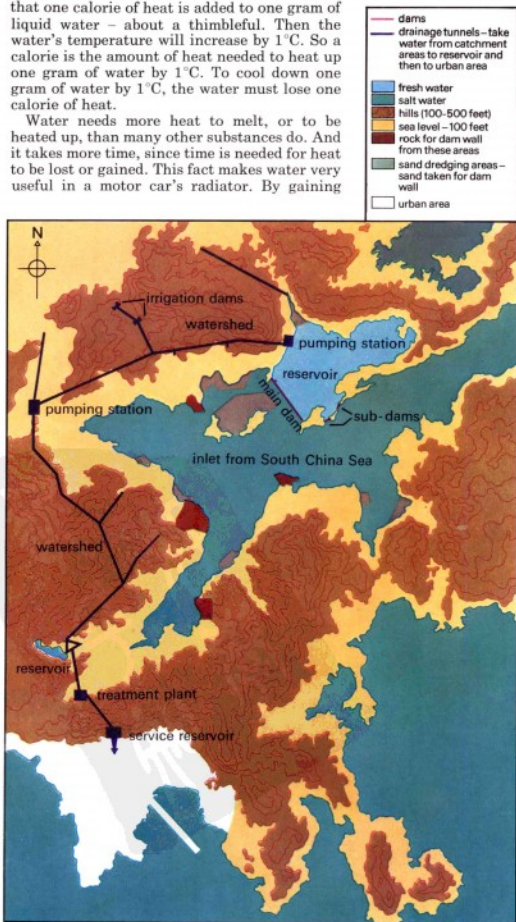 that one calorie of heat is added to one gram of
liquid water – about a thimbleful. Then the
water's temperature will increase by 1°C. So a
calorie is the amount of heat needed to heat up
one gram of water by 1°C. To cool down one
gram of water by 1°C, the water must lose one
calorie of heat.
Water needs more heat to melt, or to be
heated up, than many other substances do. And
it takes more time, since time is needed for heat
to be lost or gained. This fact makes water very
useful in a motor car's radiator. By gaining
dams
drainage tunnels – take
water from catchment
areas to reservoir and
then to urban area
fresh water
salt water
hills (100-500 feet)
sea level – 100 feet
rock for dam wall
from these areas
sand dredging areas –
sand taken for dam
wall
urban area
N
irrigation dams
watershed
pumping station
reservoir
main dam
pumping station
sub-dams
inlet from South China Sea
watershed
reservoir
treatment plant
service reservoir